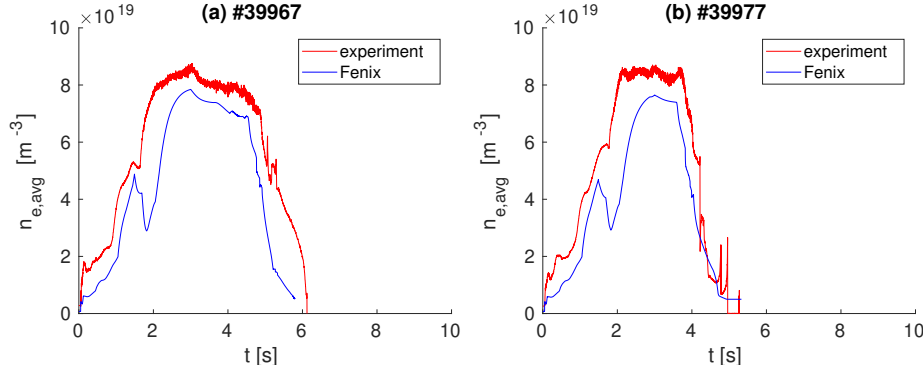 × 10^19 (a) #39967
10
8
6
4
2
0
n_e,avg [m^-3]
0 2 4 6 8 10
t [s]
experiment
Fenix
× 10^19 (b) #39977
10
8
6
4
2
0
n_e,avg [m^-3]
0 2 4 6 8 10
t [s]
experiment
Fenix